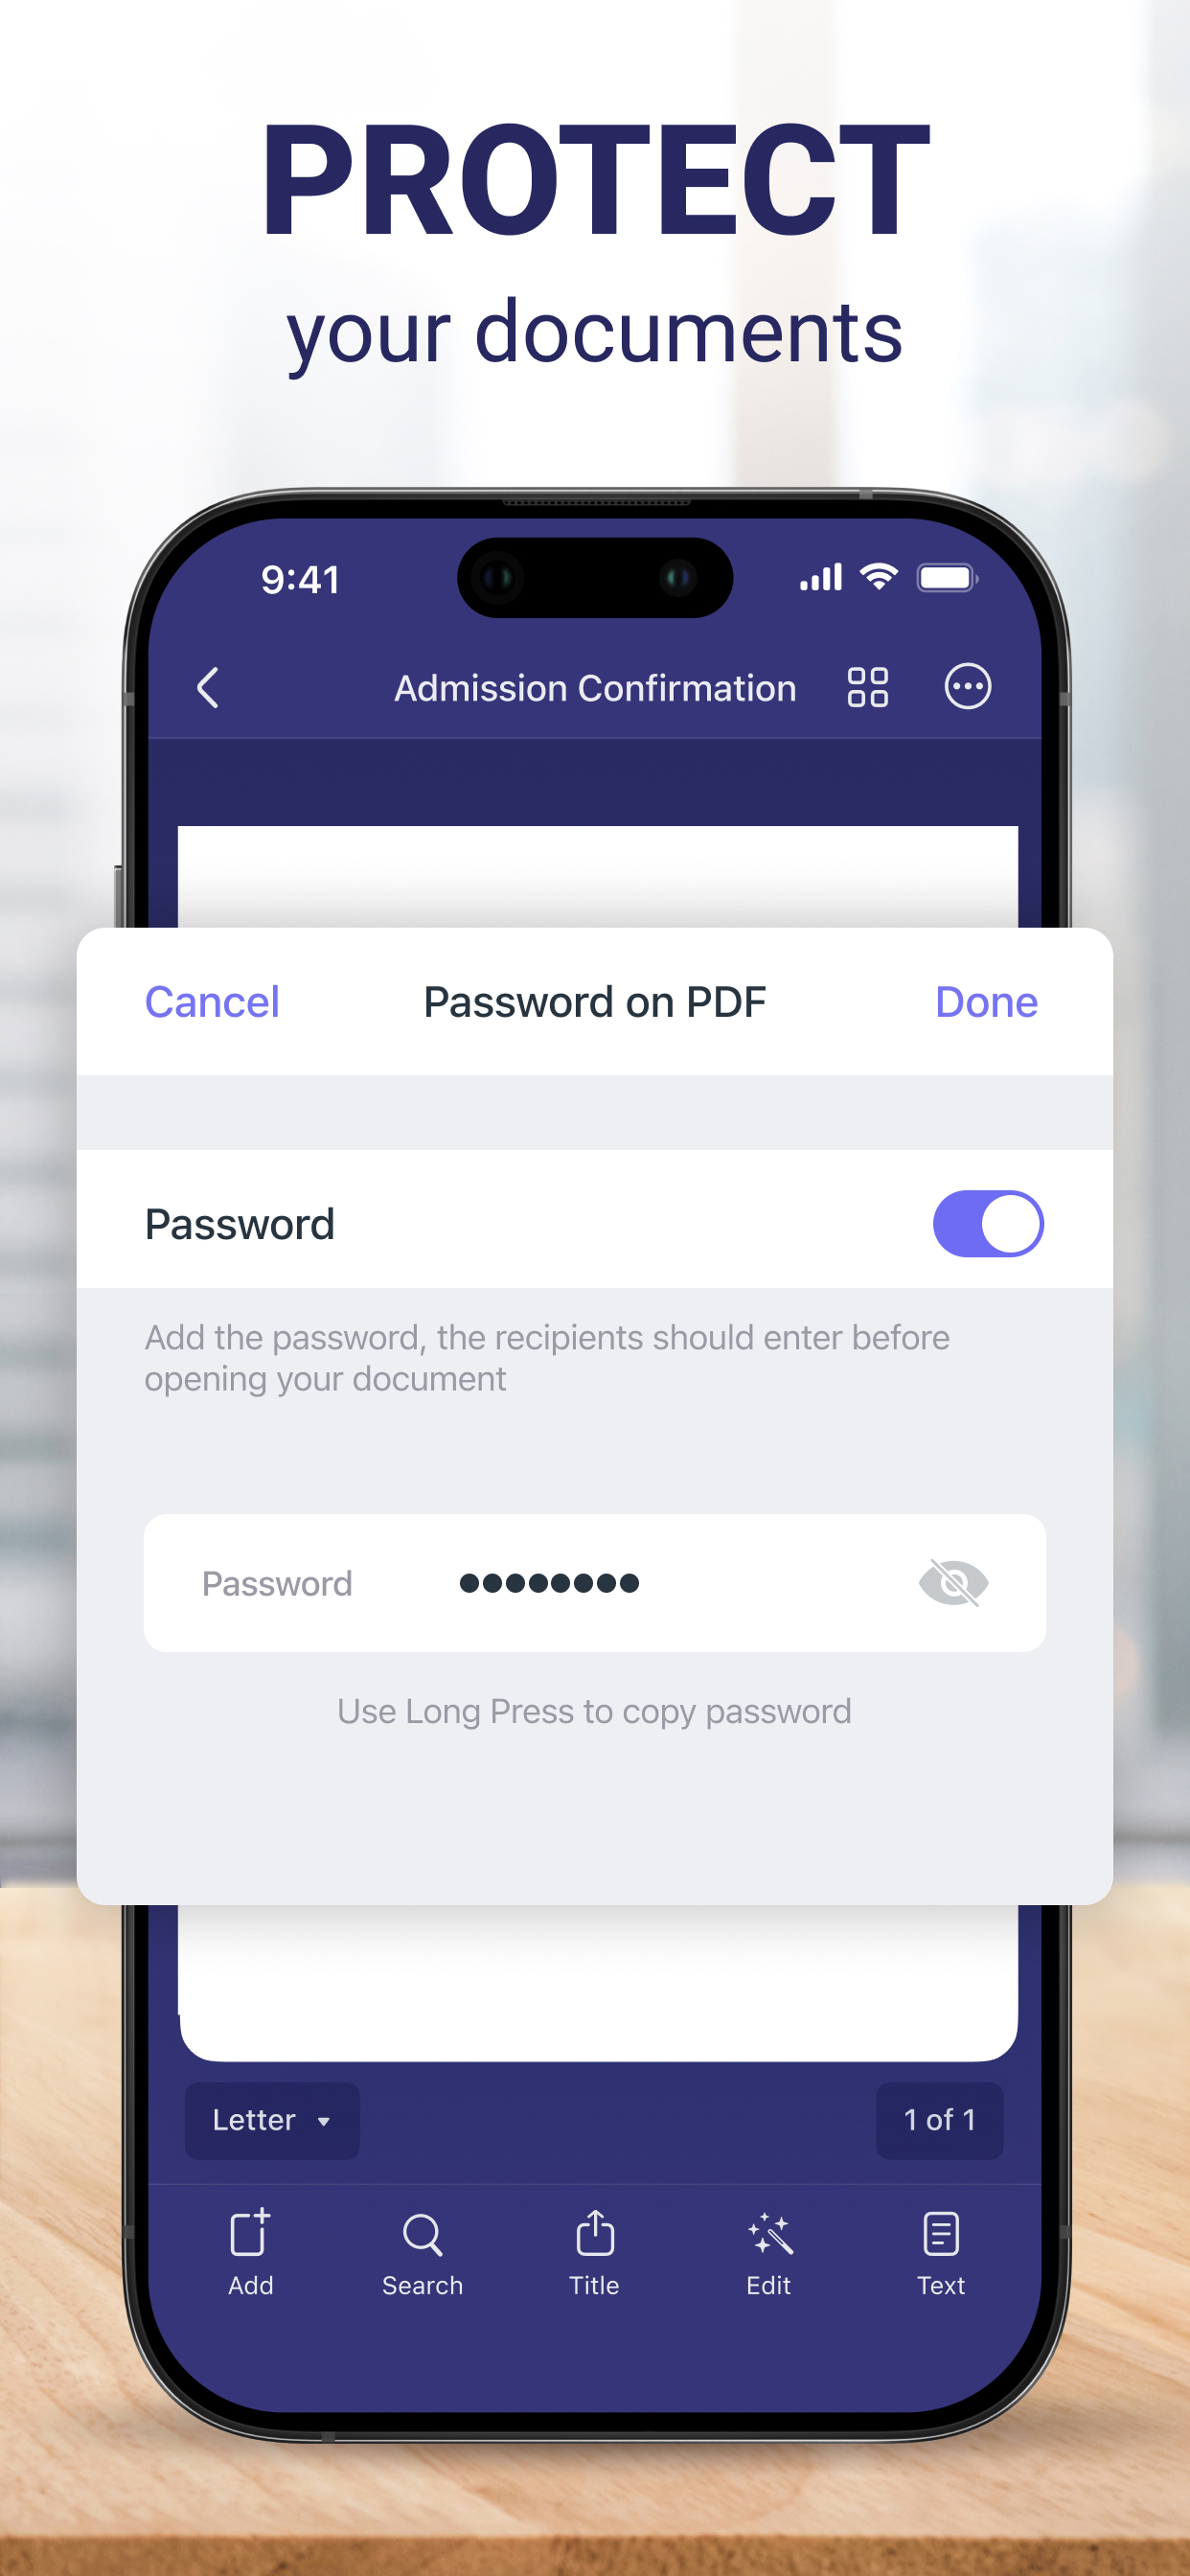 PROTECT
your documents
9:41
Admission Confirmation
Cancel Password on PDF Done
Password
Add the password, the recipients should enter before
opening your document
Password ••••••••
Use Long Press to copy password
Letter 1 of 1
Add Search Title Edit Text